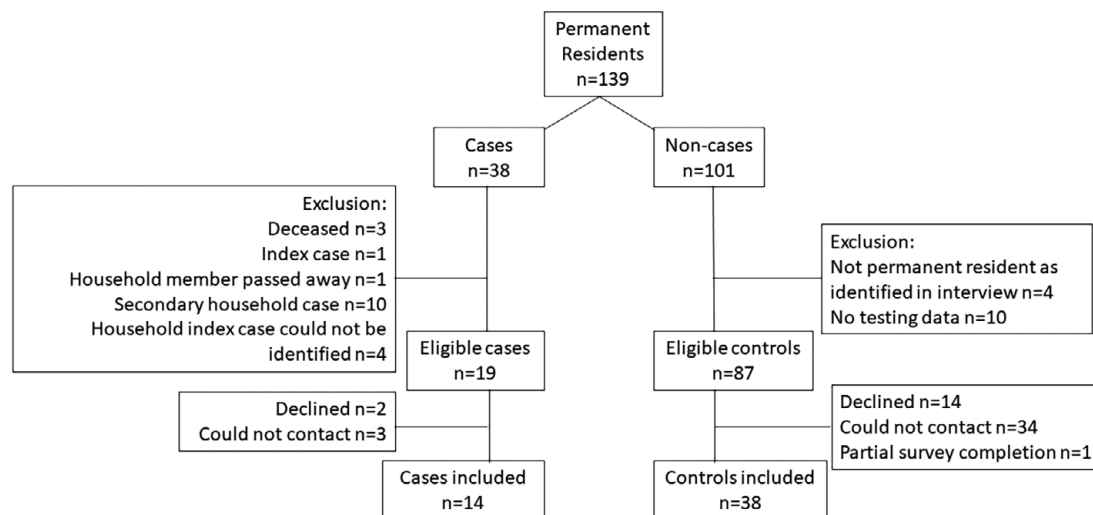 Permanent
Residents
n=139
Cases
n=38
Non-cases
n=101
Exclusion:
Deceased n=3
Index case n=1
Household member passed away n=1
Secondary household case n=10
Household index case could not be
identified n=4
Exclusion:
Not permanent resident as
identified in interview n=4
No testing data n=10
Eligible cases
n=19
Eligible controls
n=87
Declined n=2
Could not contact n=3
Declined n=14
Could not contact n=34
Partial survey completion n=1
Cases included
n=14
Controls included
n=38